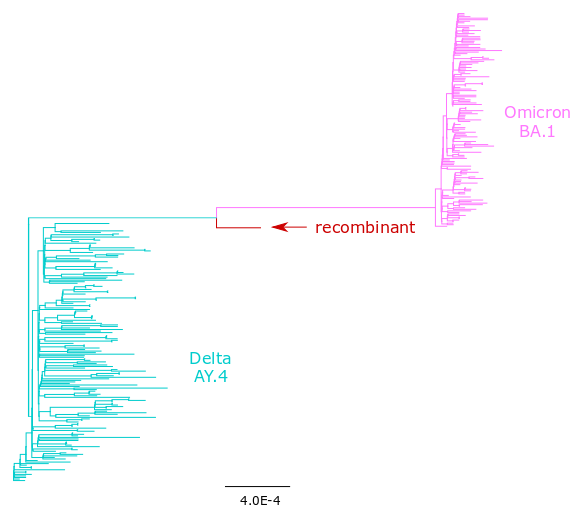 Omicron
BA.1
recombinant
Delta
AY.4
4.0E-4